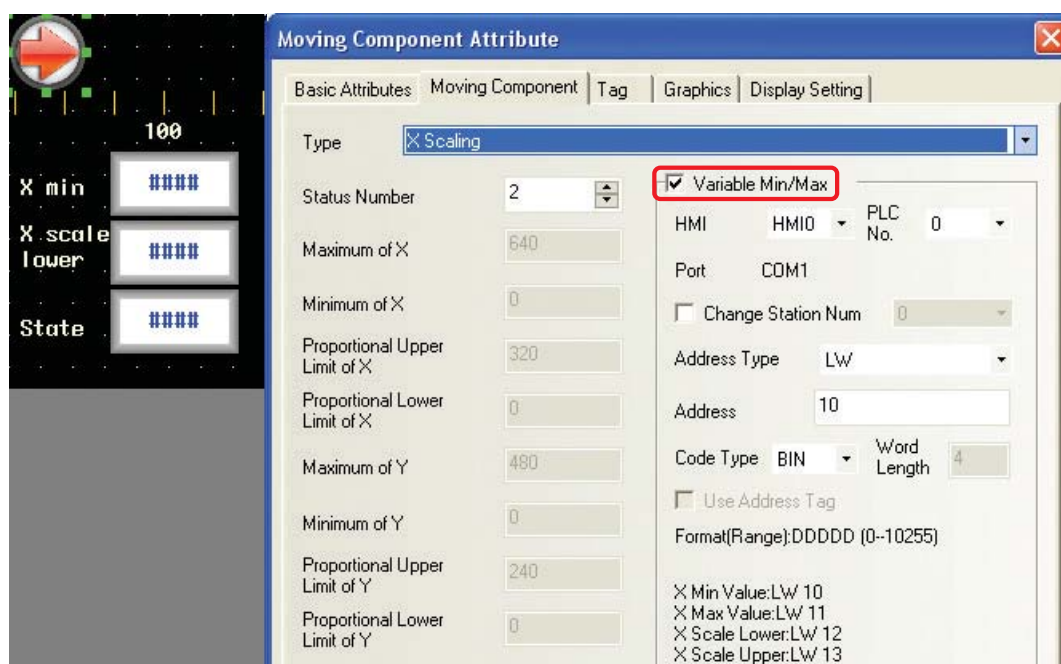 100
X min ####
X scale
lower ####
State ####
Moving Component Attribute
Basic Attributes Moving Component Tag Graphics Display Setting
Type X Scaling
Status Number 2
Maximum of X 640
Minimum of X 0
Proportional Upper
Limit of X 320
Proportional Lower
Limit of X 0
Maximum of Y 480
Minimum of Y 0
Proportional Upper
Limit of Y 240
Proportional Lower
Limit of Y 0
Variable Min/Max
HMI HMI0 PLC
No. 0
Port COM1
Change Station Num 0
Address Type LW
Address 10
Code Type BIN Word
Length 4
Use Address Tag
Format(Range):DDDDD (0--10255)
X Min Value:LW 10
X Max Value:LW 11
X Scale Lower:LW 12
X Scale Upper:LW 13